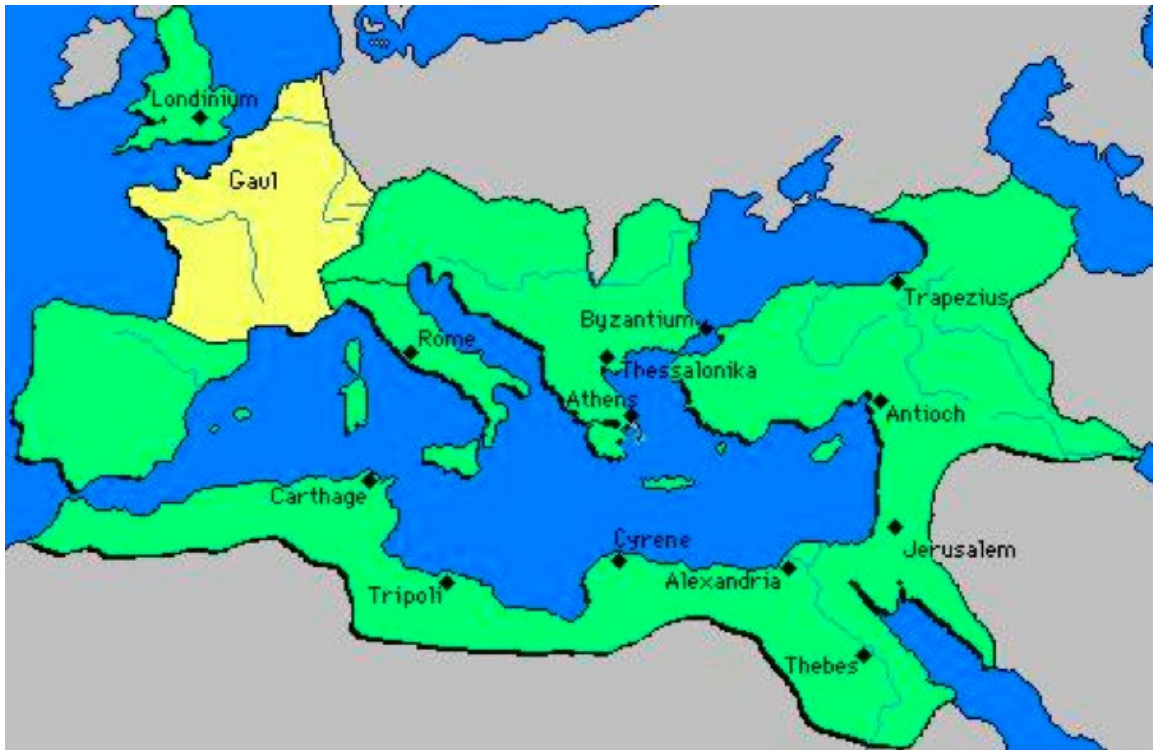 Londinium
Gaul
Trapezius
Byzantium
Rome
Thessalonika
Athens
Antioch
Carthage
Cyrene
Jerusalem
Alexandria
Tripoli
Thebes